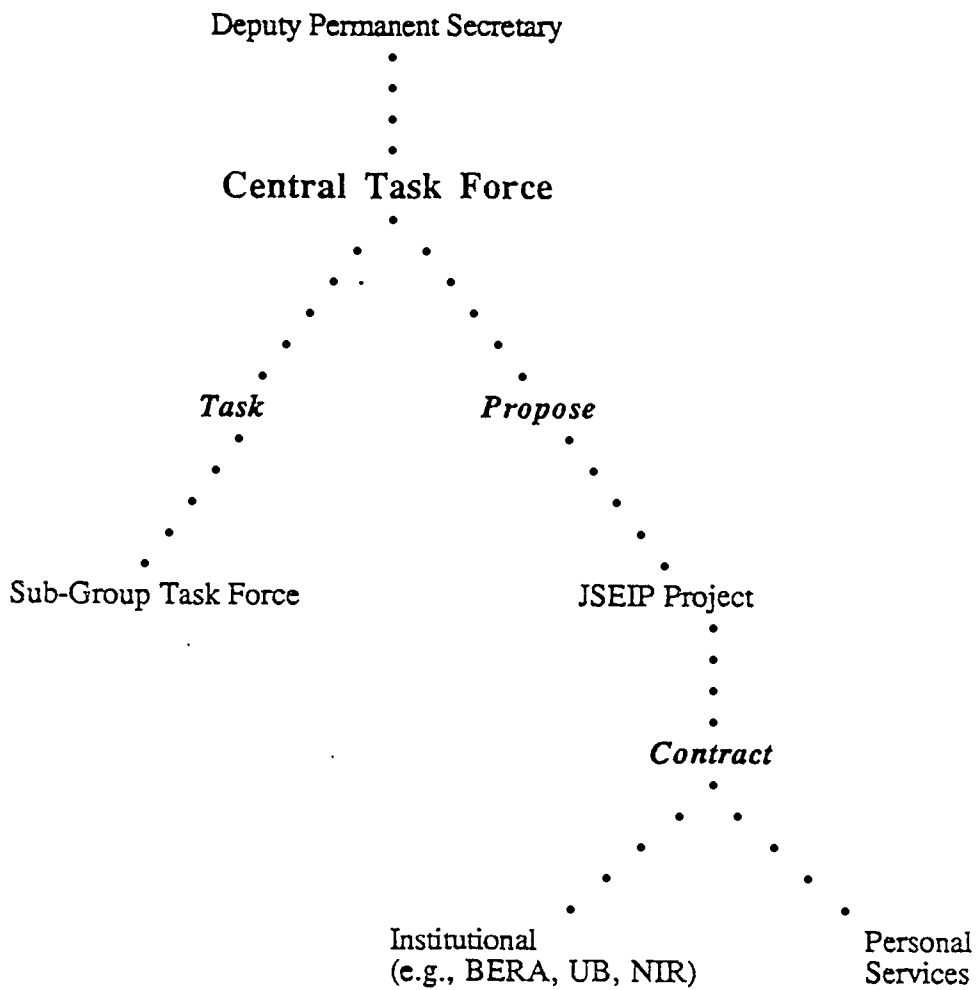 Deputy Permanent Secretary
Central Task Force
Task
Propose
Sub-Group Task Force
JSEIP Project
Contract
Institutional
(e.g., BERA, UB, NIR)
Personal
Services